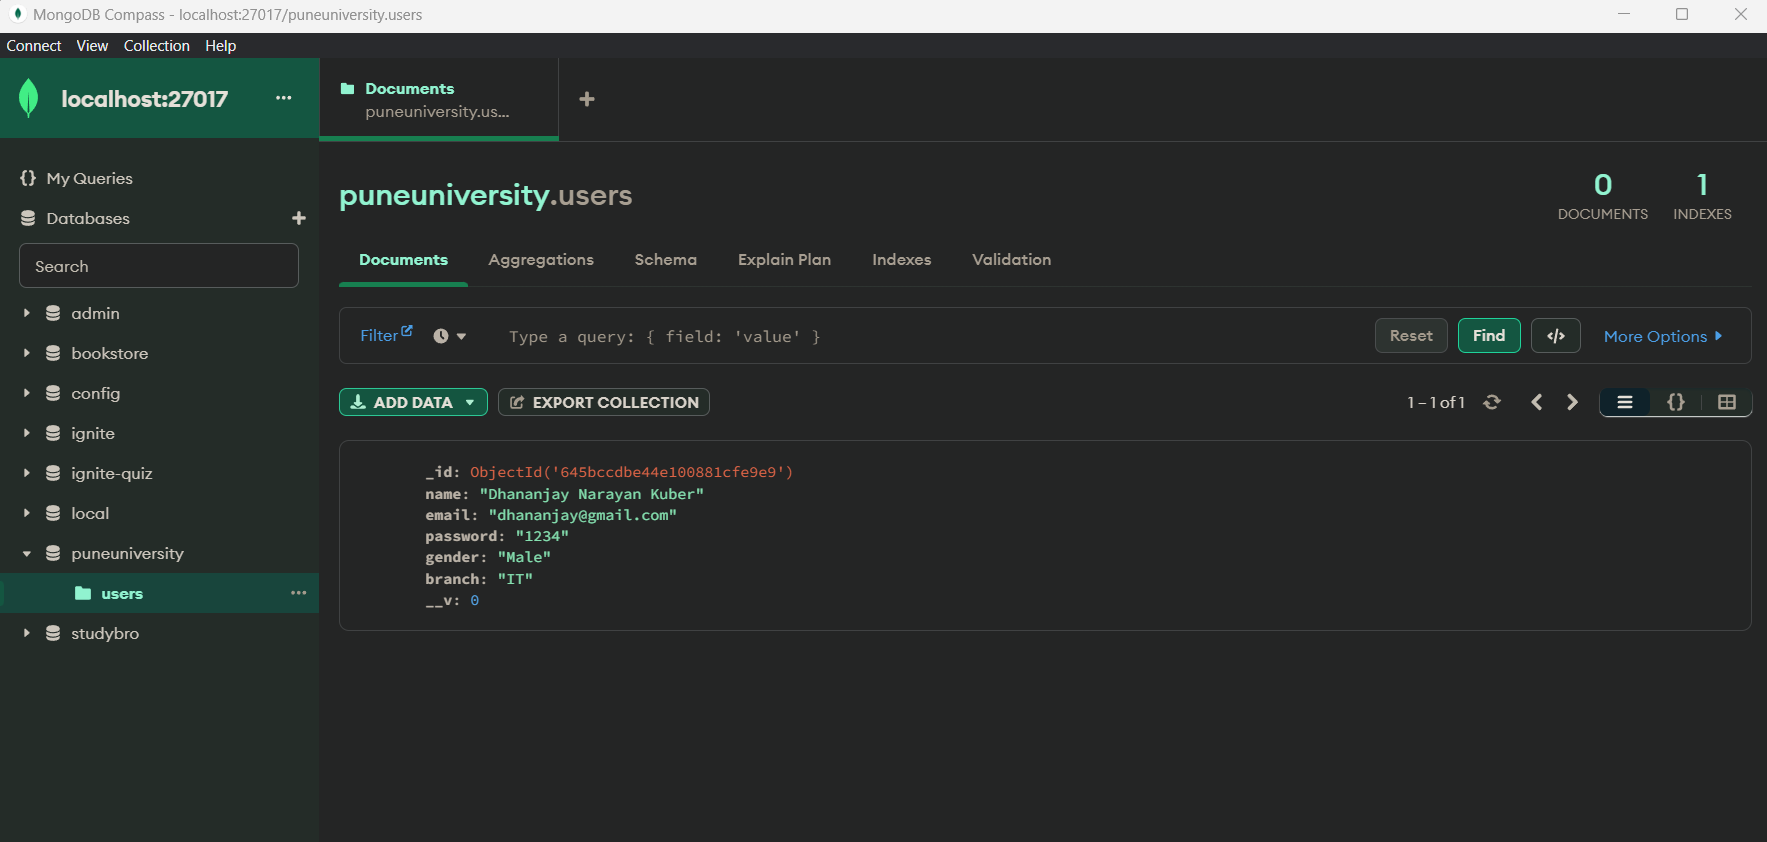 MongoDB Compass - localhost:27017/puneuniversity.users
Connect View Collection Help
localhost:27017 ...
Documents
puneuniversity.us...
My Queries
Databases
Search
admin
bookstore
config
ignite
ignite-quiz
local
puneuniversity
users ...
studybro
puneuniversity.users
0 1
DOCUMENTS INDEXES
Documents Aggregations Schema Explain Plan Indexes Validation
Filter Type a query: { field: 'value' } Reset Find </> More Options
ADD DATA EXPORT COLLECTION 1 – 1 of 1 {}
_id: ObjectId('645bccdbe44e100881cfe9e9')
name: "Dhananjay Narayan Kuber"
email: "dhananjay@gmail.com"
password: "1234"
gender: "Male"
branch: "IT"
__v: 0